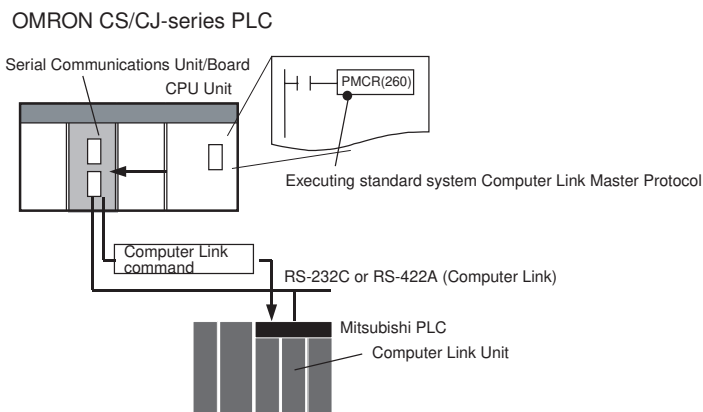 OMRON CS/CJ-series PLC
Serial Communications Unit/Board
CPU Unit
PMCR(260)
Executing standard system Computer Link Master Protocol
Computer Link
command
RS-232C or RS-422A (Computer Link)
Mitsubishi PLC
Computer Link Unit